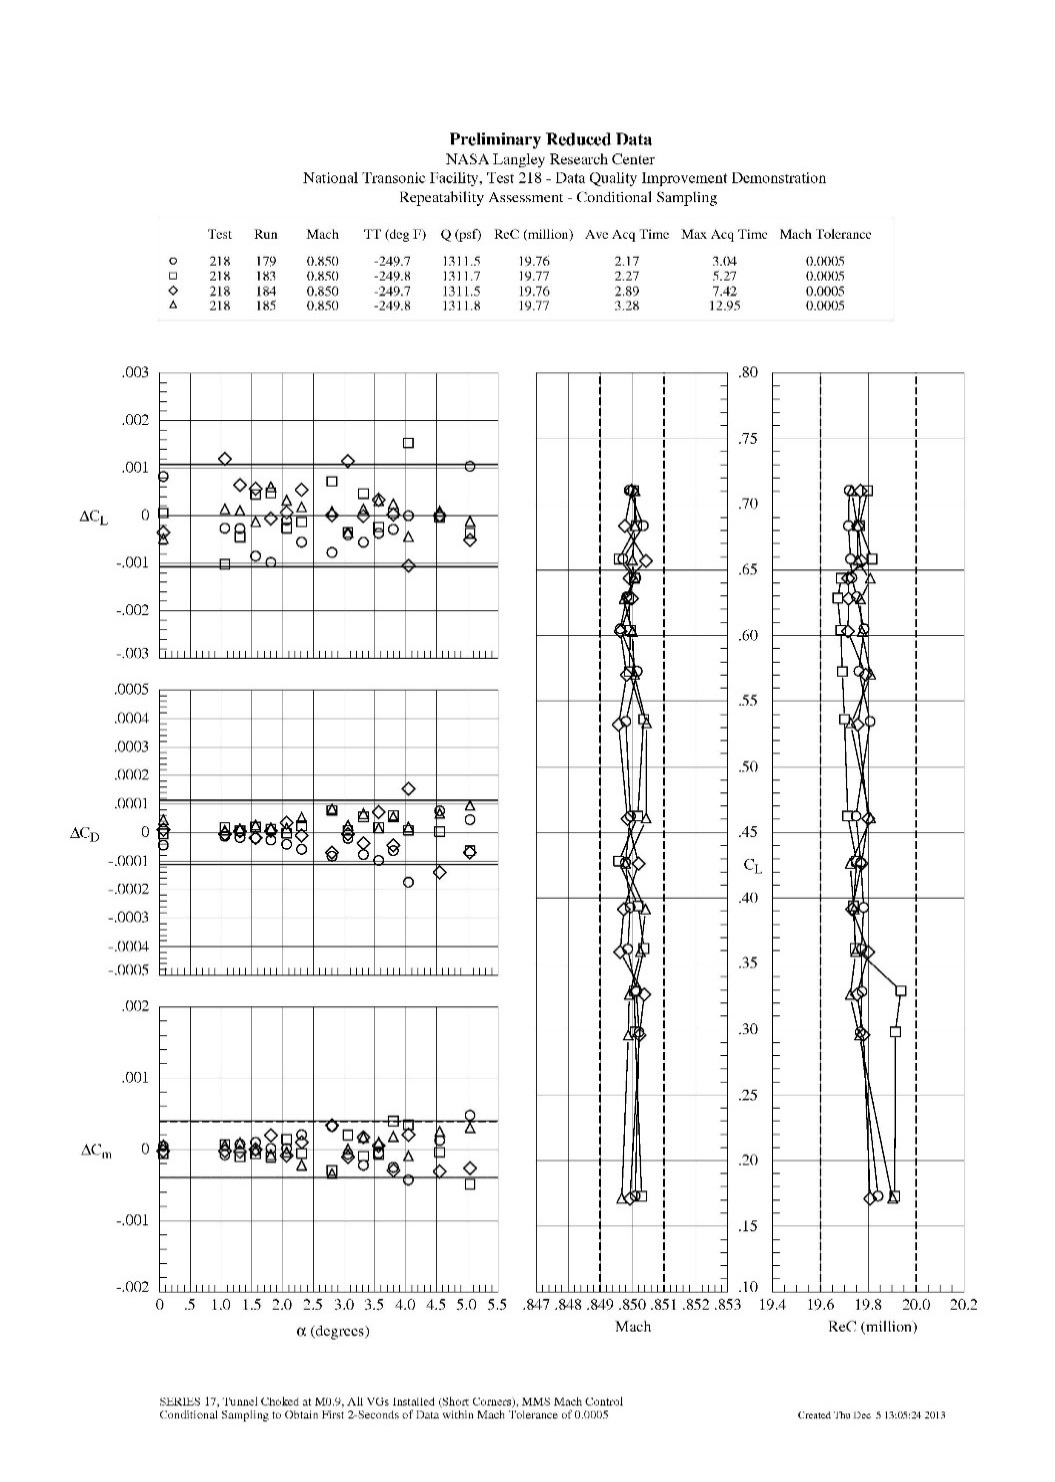 Preliminary Reduced Data
NASA Langley Research Center
National Transonic Facility, Test 218 - Data Quality Improvement Demonstration
Repeatability Assessment - Conditional Sampling
Test Run Mach TT (deg F) Q (psf) ReC (million) Ave Acq Time Max Acq Time Mach Tolerance
218 179 0.850 -249.7 1311.5 19.76 2.17 3.04 0.0005
218 183 0.850 -249.8 1311.7 19.77 2.27 5.27 0.0005
218 184 0.850 -249.7 1311.5 19.76 2.89 7.42 0.0005
218 185 0.850 -249.8 1311.8 19.77 3.28 12.95 0.0005
.003
.002
.001
ΔCL 0
-.001
-.002
-.003
.0005
.0004
.0003
.0002
.0001
ΔCD 0
-.0001
-.0002
-.0003
-.0004
-.0005
.002
.001
ΔCm 0
-.001
-.002
0 .5 1.0 1.5 2.0 2.5 3.0 3.5 4.0 4.5 5.0 5.5
α (degrees)
.847 .848 .849 .850 .851 .852 .853
Mach
.80
.75
.70
.65
.60
.55
.50
.45
CL
.40
.35
.30
.25
.20
.15
.10
19.4 19.6 19.8 20.0 20.2
ReC (million)
SERIES 17, Tunnel Choked at M0.9, All VGs Installed (Short Corners), MMS Mach Control
Conditional Sampling to Obtain First 2-Seconds of Data within Mach Tolerance of 0.0005
Created Thu Dec 5 13:05:24 2013